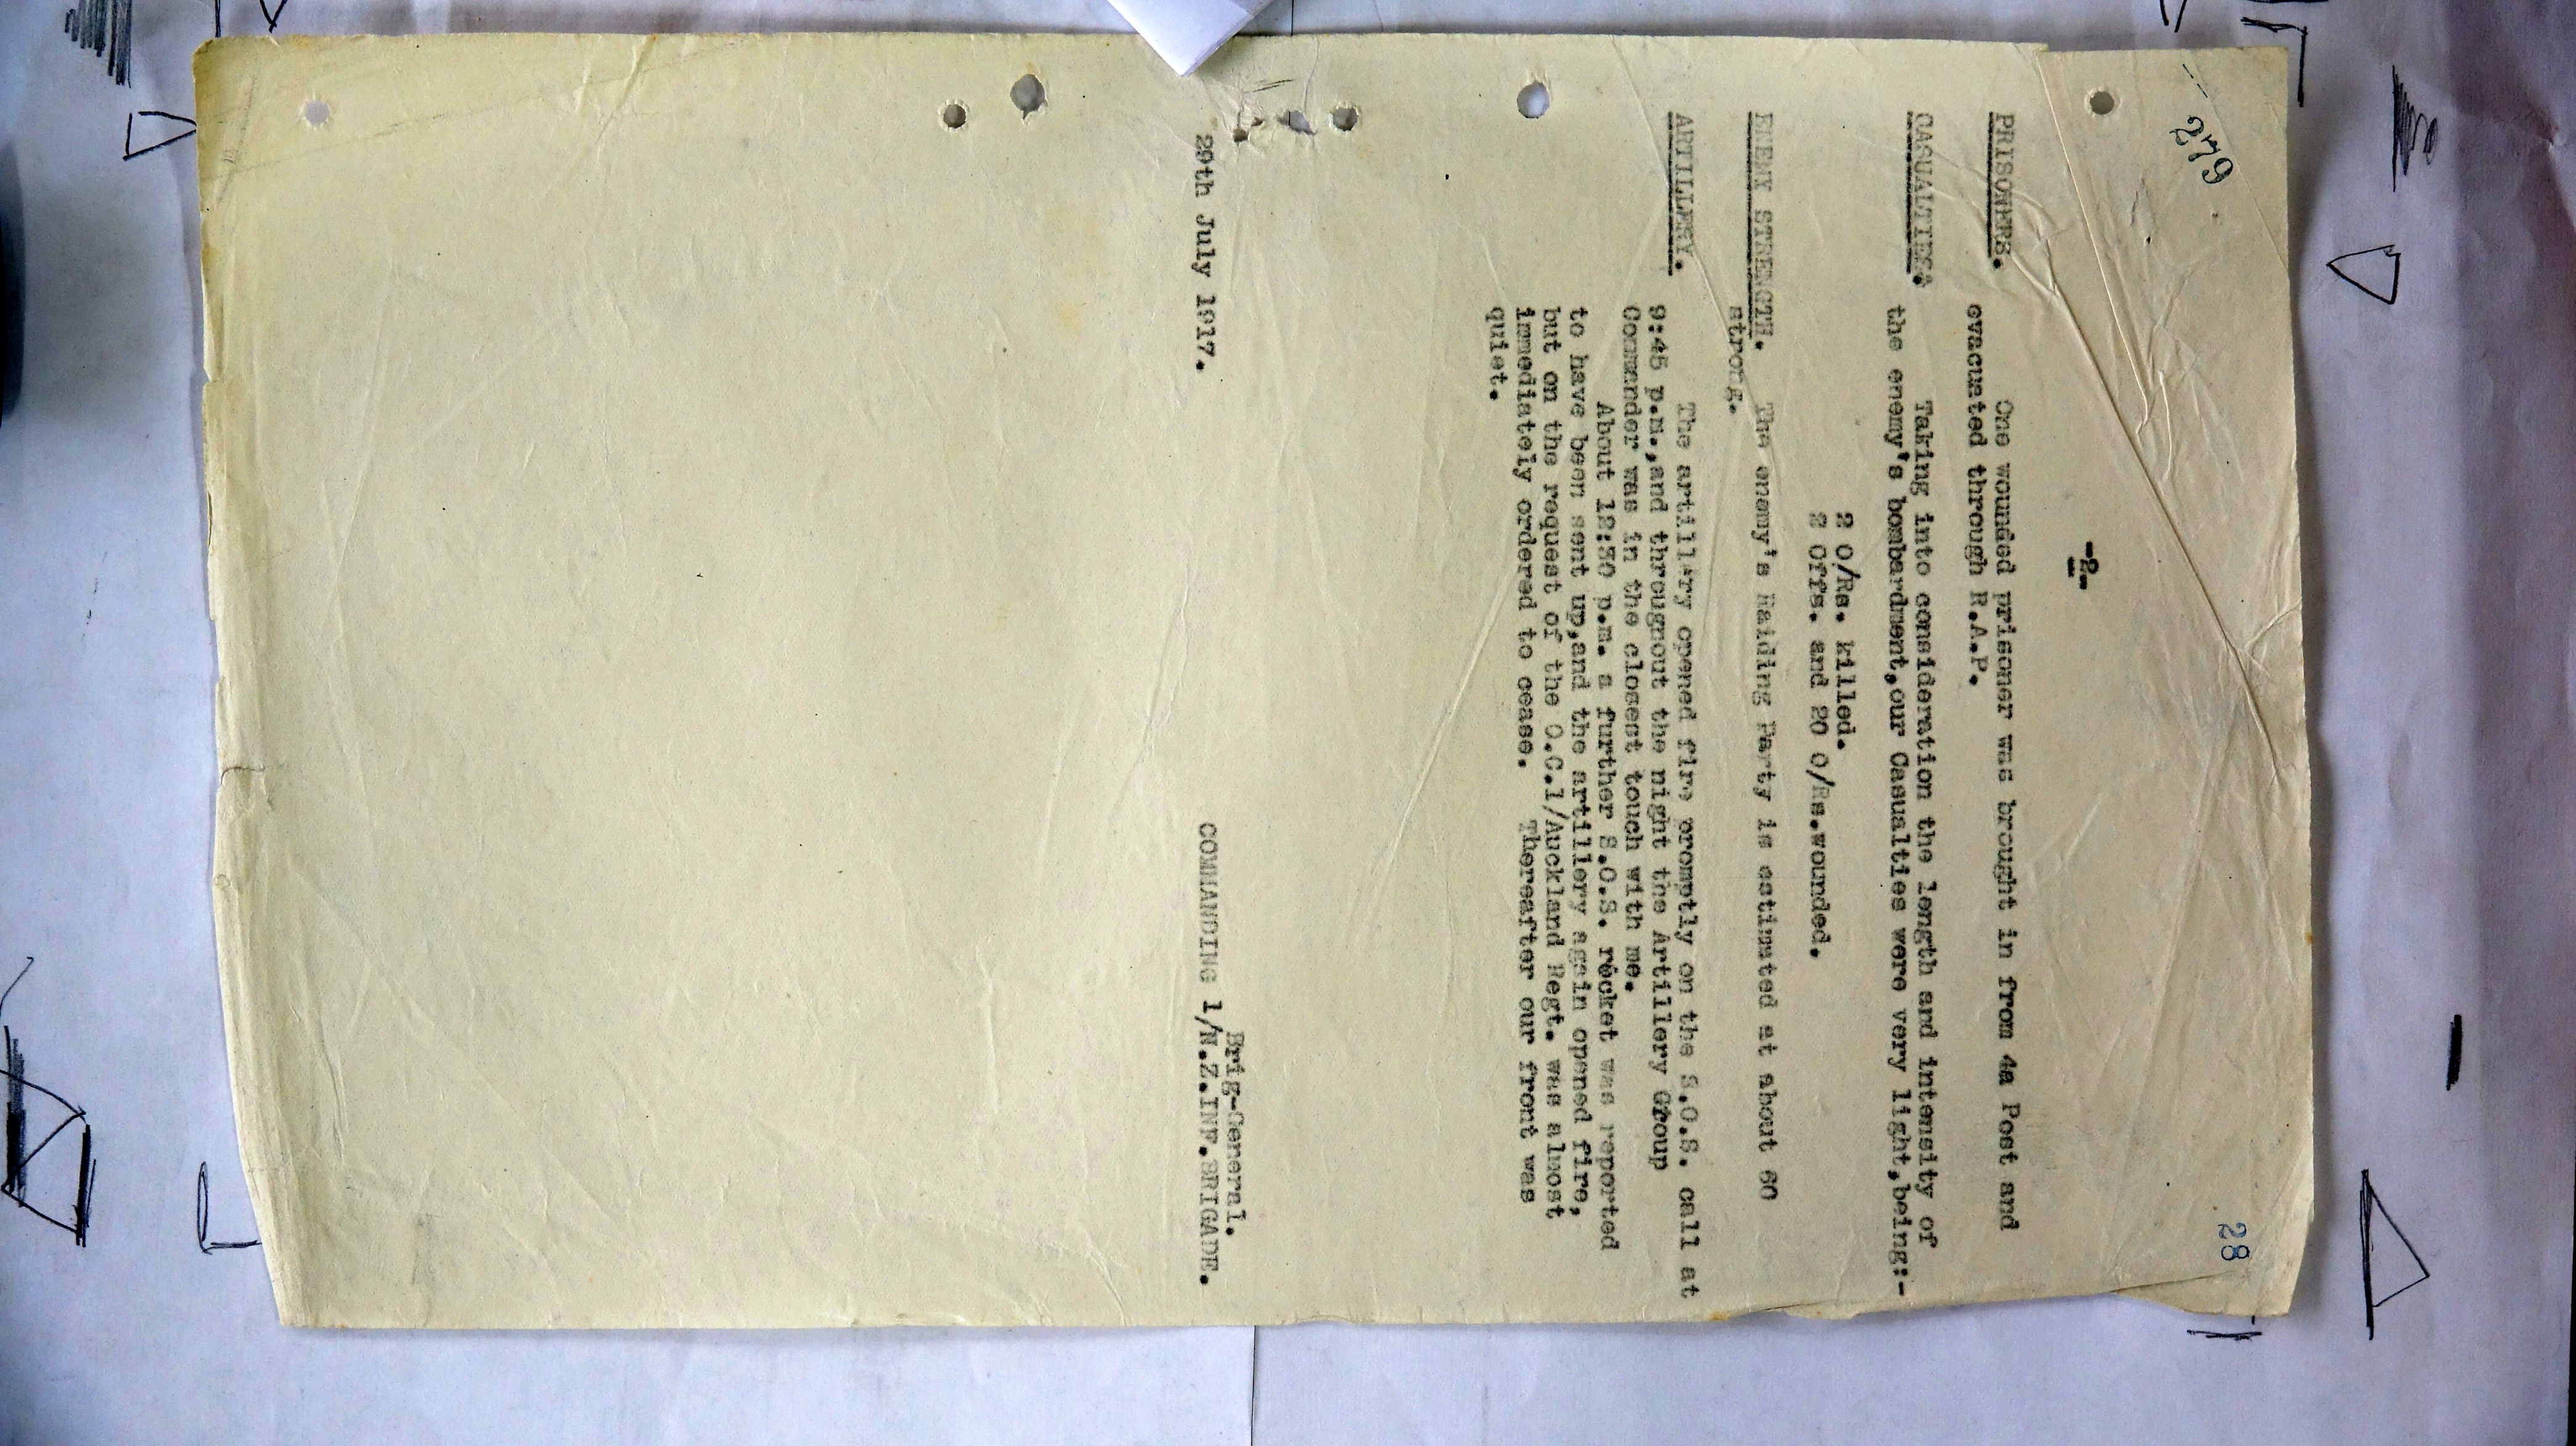 279
28
-2-
PRISONERS. One wounded prisoner was brought in from 4a Post and
evacuated through R.A.P.
CASUALTIES. Taking into consideration the length and intensity of
the enemy's bombardment,our Casualties were very light,being:-
2 O/Rs. killed.
2 Offs. and 20 O/Rs.wounded.
ENEMY STRENGTH. The enemy's Raiding Party is estimated at about 60
strong.
ARTILLERY. The artillery opened fire promptly on the S.O.S. call at
9:45 p.m.,and througnout the night the Artillery Group
Commander was in the closest touch with me.
About 12:30 p.m. a further S.O.S. rocket was reported
to have been sent up,and the artillery again opened fire,
but on the request of the O.C.1/Auckland Regt. was almost
immediately ordered to cease. Thereafter our front was
quiet.
Brig-General.
29th July 1917. COMMANDING 1/N.Z.INF.BRIGADE.